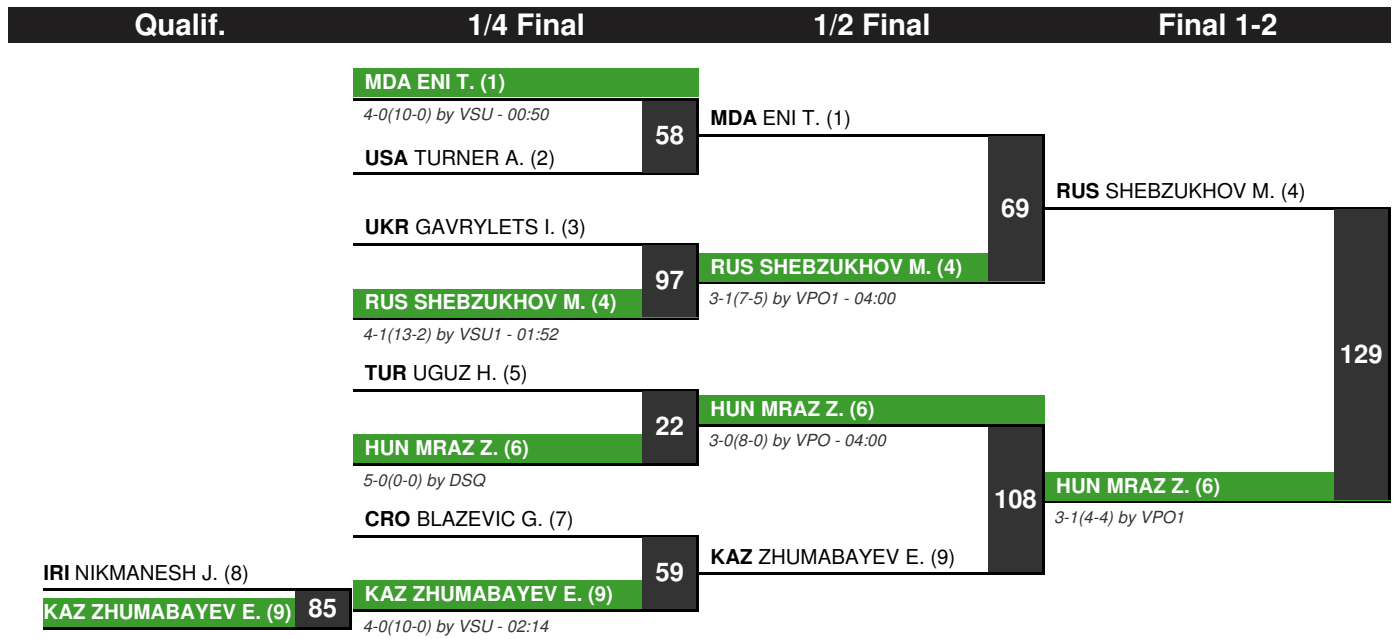 Qualif. 1/4 Final 1/2 Final Final 1-2
MDA ENI T. (1)
4-0(10-0) by VSU - 00:50
58
USA TURNER A. (2)
MDA ENI T. (1)
UKR GAVRYLETS I. (3)
97
RUS SHEBZUKHOV M. (4)
4-1(13-2) by VSU1 - 01:52
69
RUS SHEBZUKHOV M. (4)
3-1(7-5) by VPO1 - 04:00
RUS SHEBZUKHOV M. (4)
129
TUR UGUZ H. (5)
22
HUN MRAZ Z. (6)
5-0(0-0) by DSQ
HUN MRAZ Z. (6)
3-0(8-0) by VPO - 04:00
108
HUN MRAZ Z. (6)
3-1(4-4) by VPO1
CRO BLAZEVIC G. (7)
59
KAZ ZHUMABAYEV E. (9)
IRI NIKMANESH J. (8)
85
KAZ ZHUMABAYEV E. (9)
KAZ ZHUMABAYEV E. (9)
4-0(10-0) by VSU - 02:14